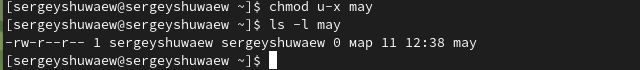 [sergeyshuwaew@sergeyshuwaew ~]$ chmod u-x may
[sergeyshuwaew@sergeyshuwaew ~]$ ls -l may
-rw-r--r-- 1 sergeyshuwaew sergeyshuwaew 0 мар 11 12:38 may
[sergeyshuwaew@sergeyshuwaew ~]$